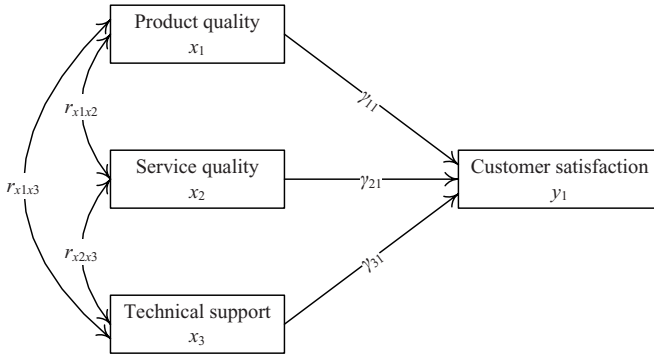 Product quality
x1
γ11
rx1x2
Service quality
x2
γ21
Customer satisfaction
y1
rx1x3
rx2x3
γ31
Technical support
x3